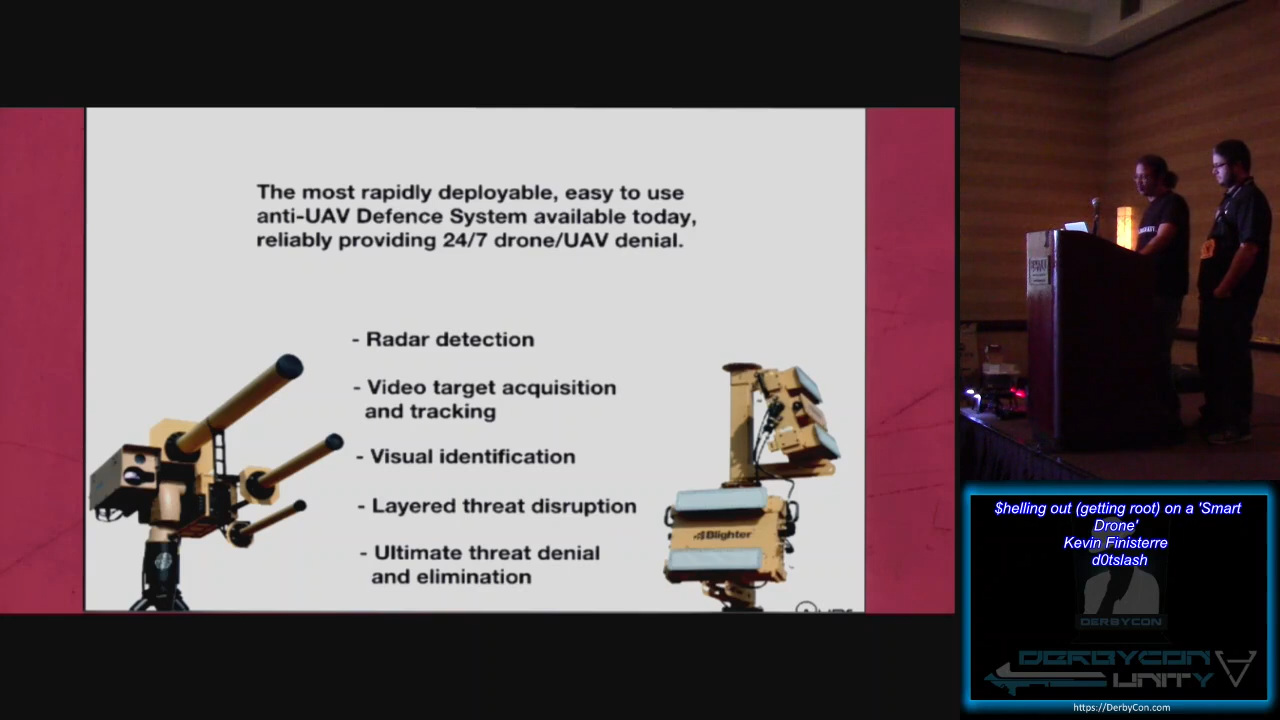 The most rapidly deployable, easy to use
anti-UAV Defence System available today,
reliably providing 24/7 drone/UAV denial.
- Radar detection
- Video target acquisition
and tracking
- Visual identification
- Layered threat disruption
- Ultimate threat denial
and elimination
Blighter
$helling out (getting root) on a 'Smart
Drone'
Kevin Finisterre
d0tslash
DERBYCON
DERBYCON
UNITY
https://DerbyCon.com